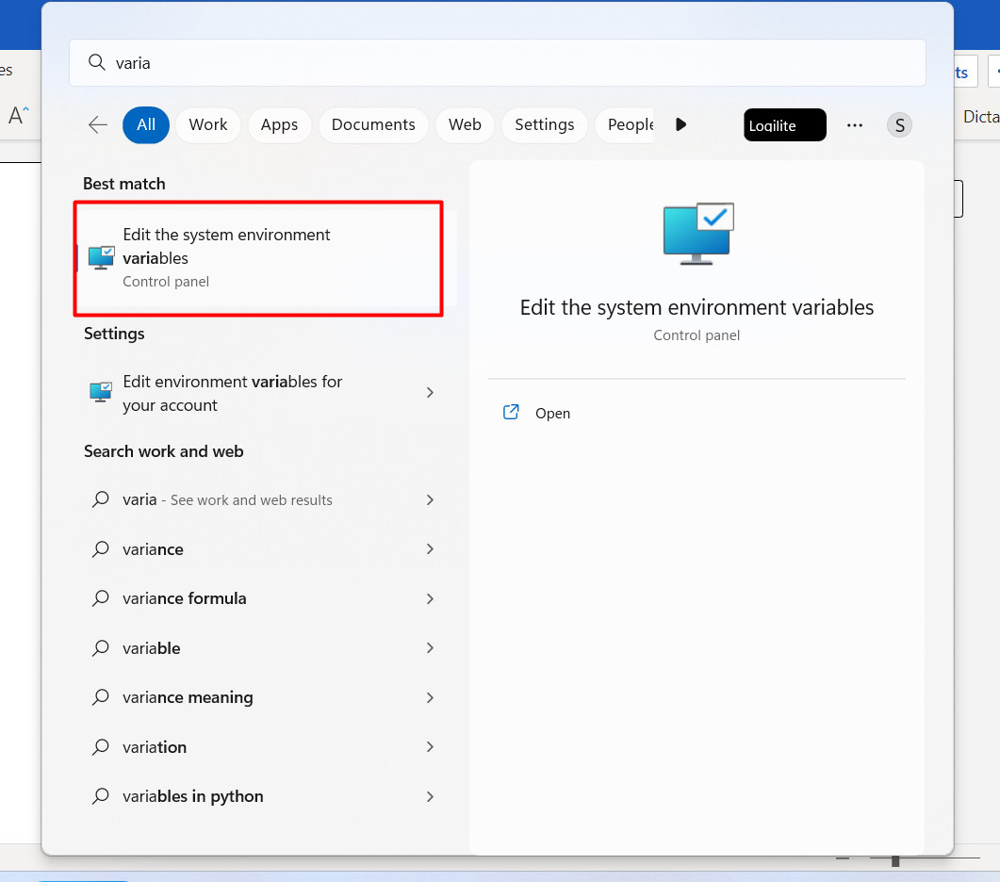 varia
es
ts
A^
Dicta
All
Work
Apps
Documents
Web
Settings
People
Logilite
S
Best match
Edit the system environment
variables
Control panel
Settings
Edit environment variables for
your account
Search work and web
varia - See work and web results
variance
variance formula
variable
variance meaning
variation
variables in python
Edit the system environment variables
Control panel
Open